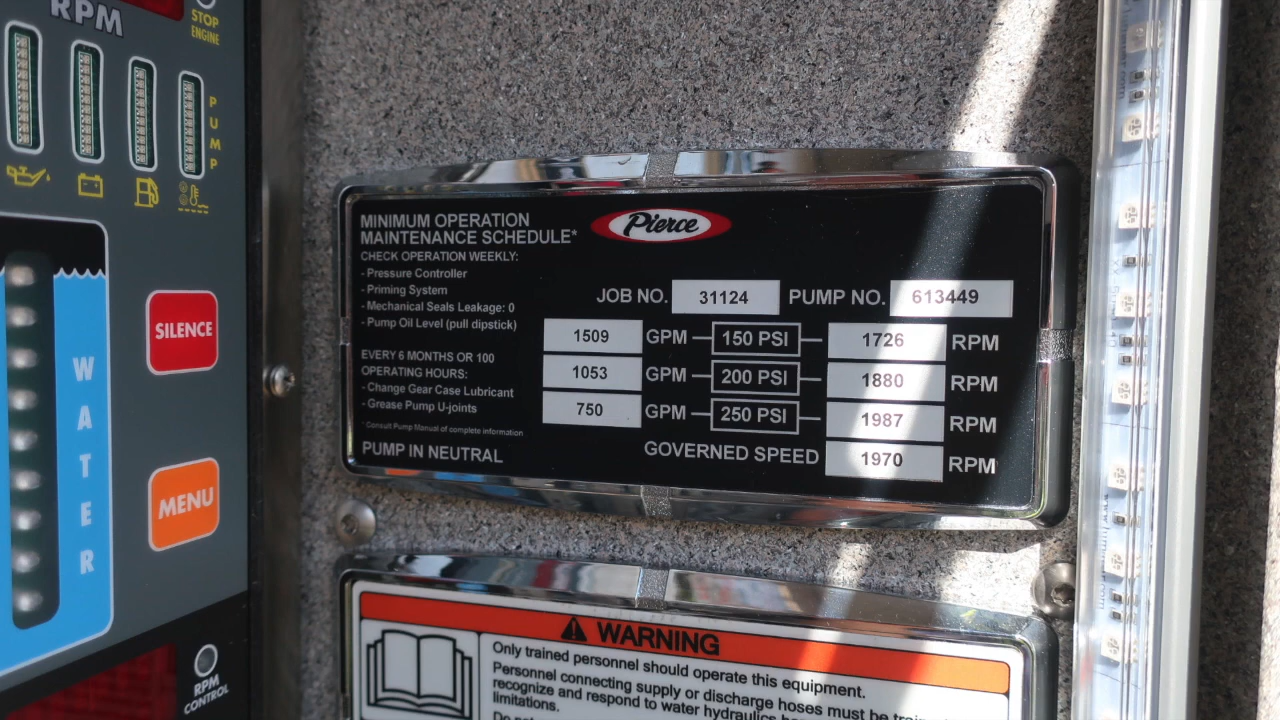 RPM
STOP
ENGINE
PUMP
WATER
SILENCE
MENU
RPM
CONTROL
MINIMUM OPERATION
MAINTENANCE SCHEDULE*
CHECK OPERATION WEEKLY:
- Pressure Controller
- Priming System
- Mechanical Seals Leakage: 0
- Pump Oil Level (pull dipstick)
EVERY 6 MONTHS OR 100
OPERATING HOURS:
- Change Gear Case Lubricant
- Grease Pump U-joints
* Consult Pump Manual of complete information
PUMP IN NEUTRAL
Pierce
JOB NO. 31124 PUMP NO. 613449
1509 GPM 150 PSI 1726 RPM
1053 GPM 200 PSI 1880 RPM
750 GPM 250 PSI 1987 RPM
GOVERNED SPEED 1970 RPM
WARNING
Only trained personnel should operate this equipment.
Personnel connecting supply or discharge hoses must be
recognize and respond to water hydraulics
limitations.